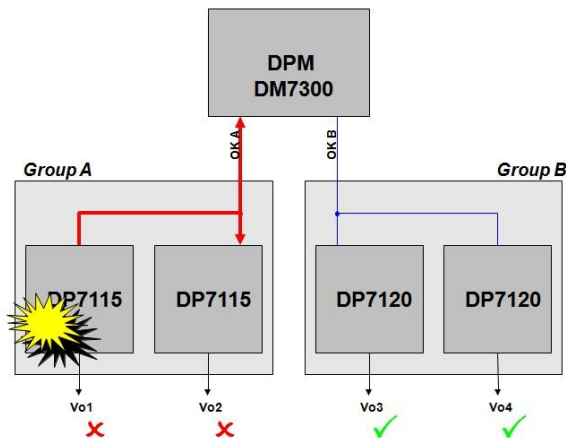 DPM
DM7300
OK A
OK B
Group A
Group B
DP7115
DP7115
DP7120
DP7120
Vo1
Vo2
Vo3
Vo4